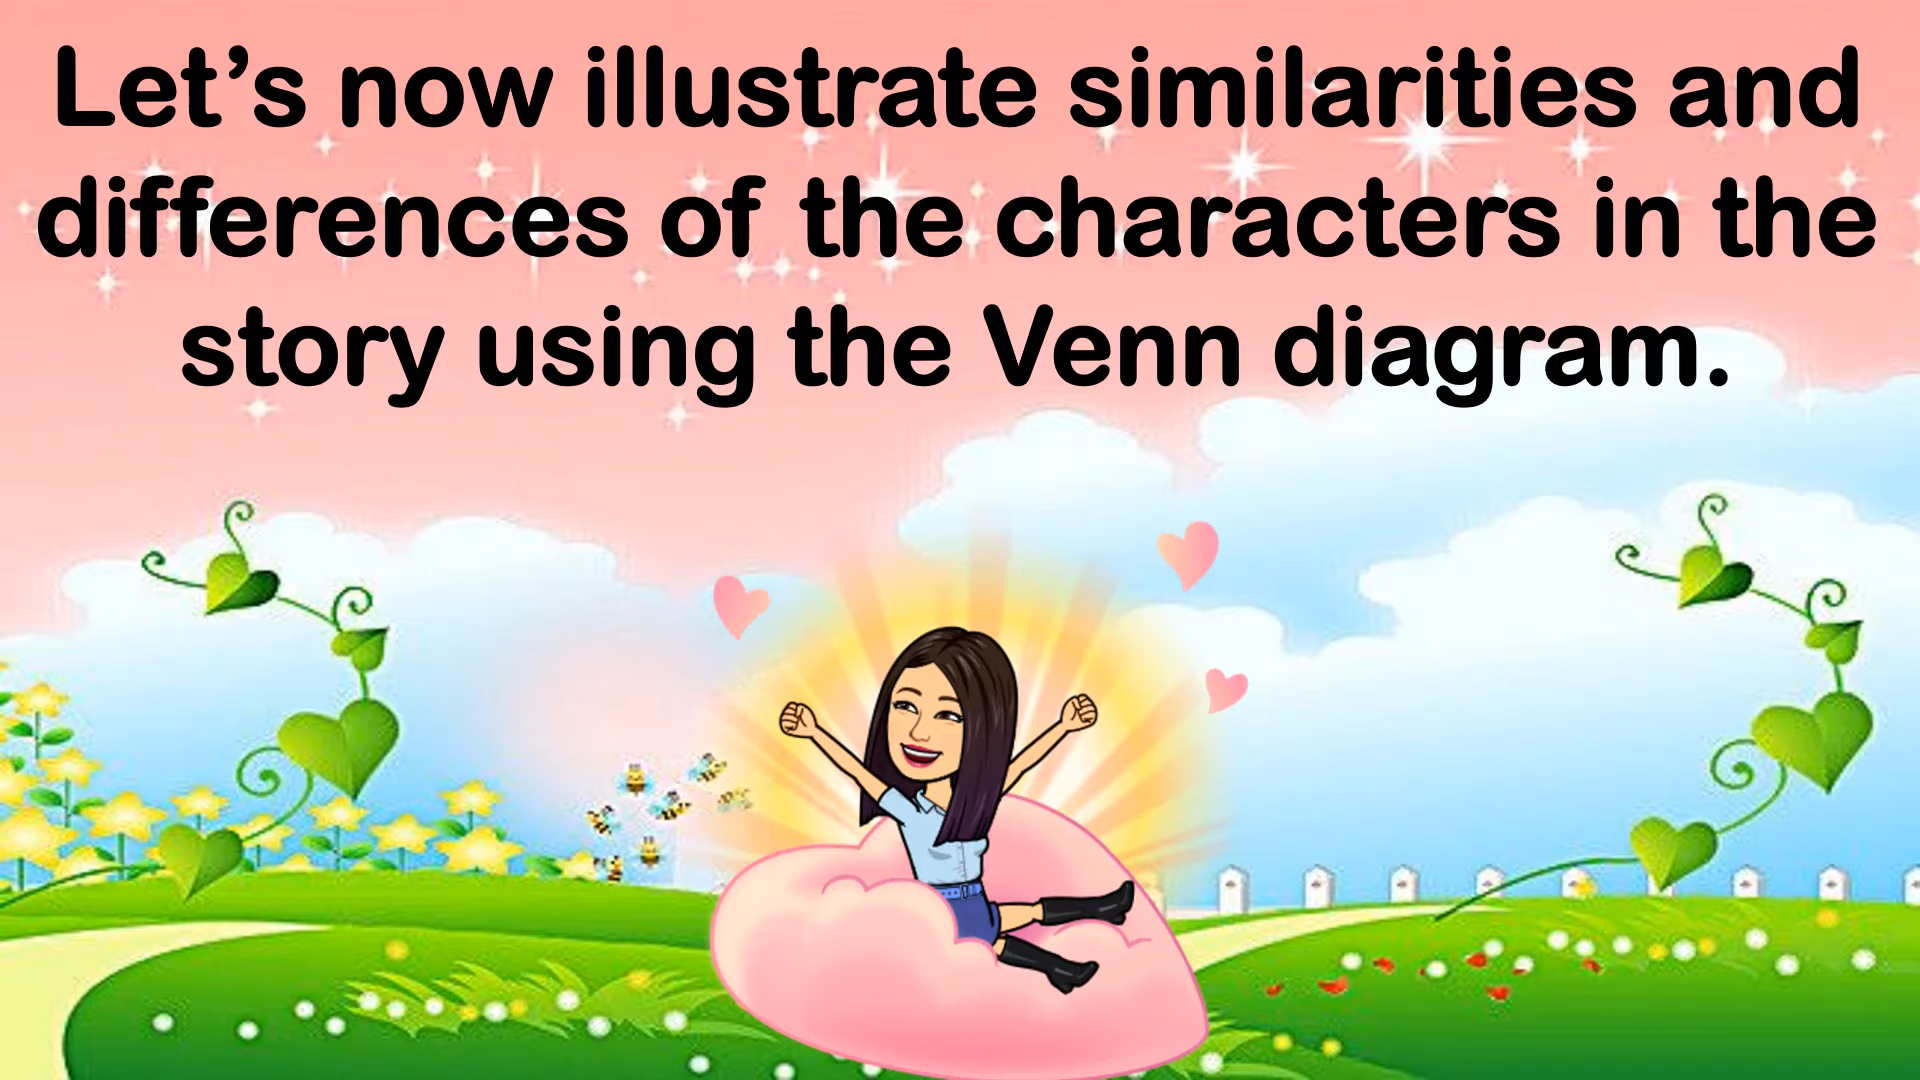 Let’s now illustrate similarities and
differences of the characters in the
story using the Venn diagram.